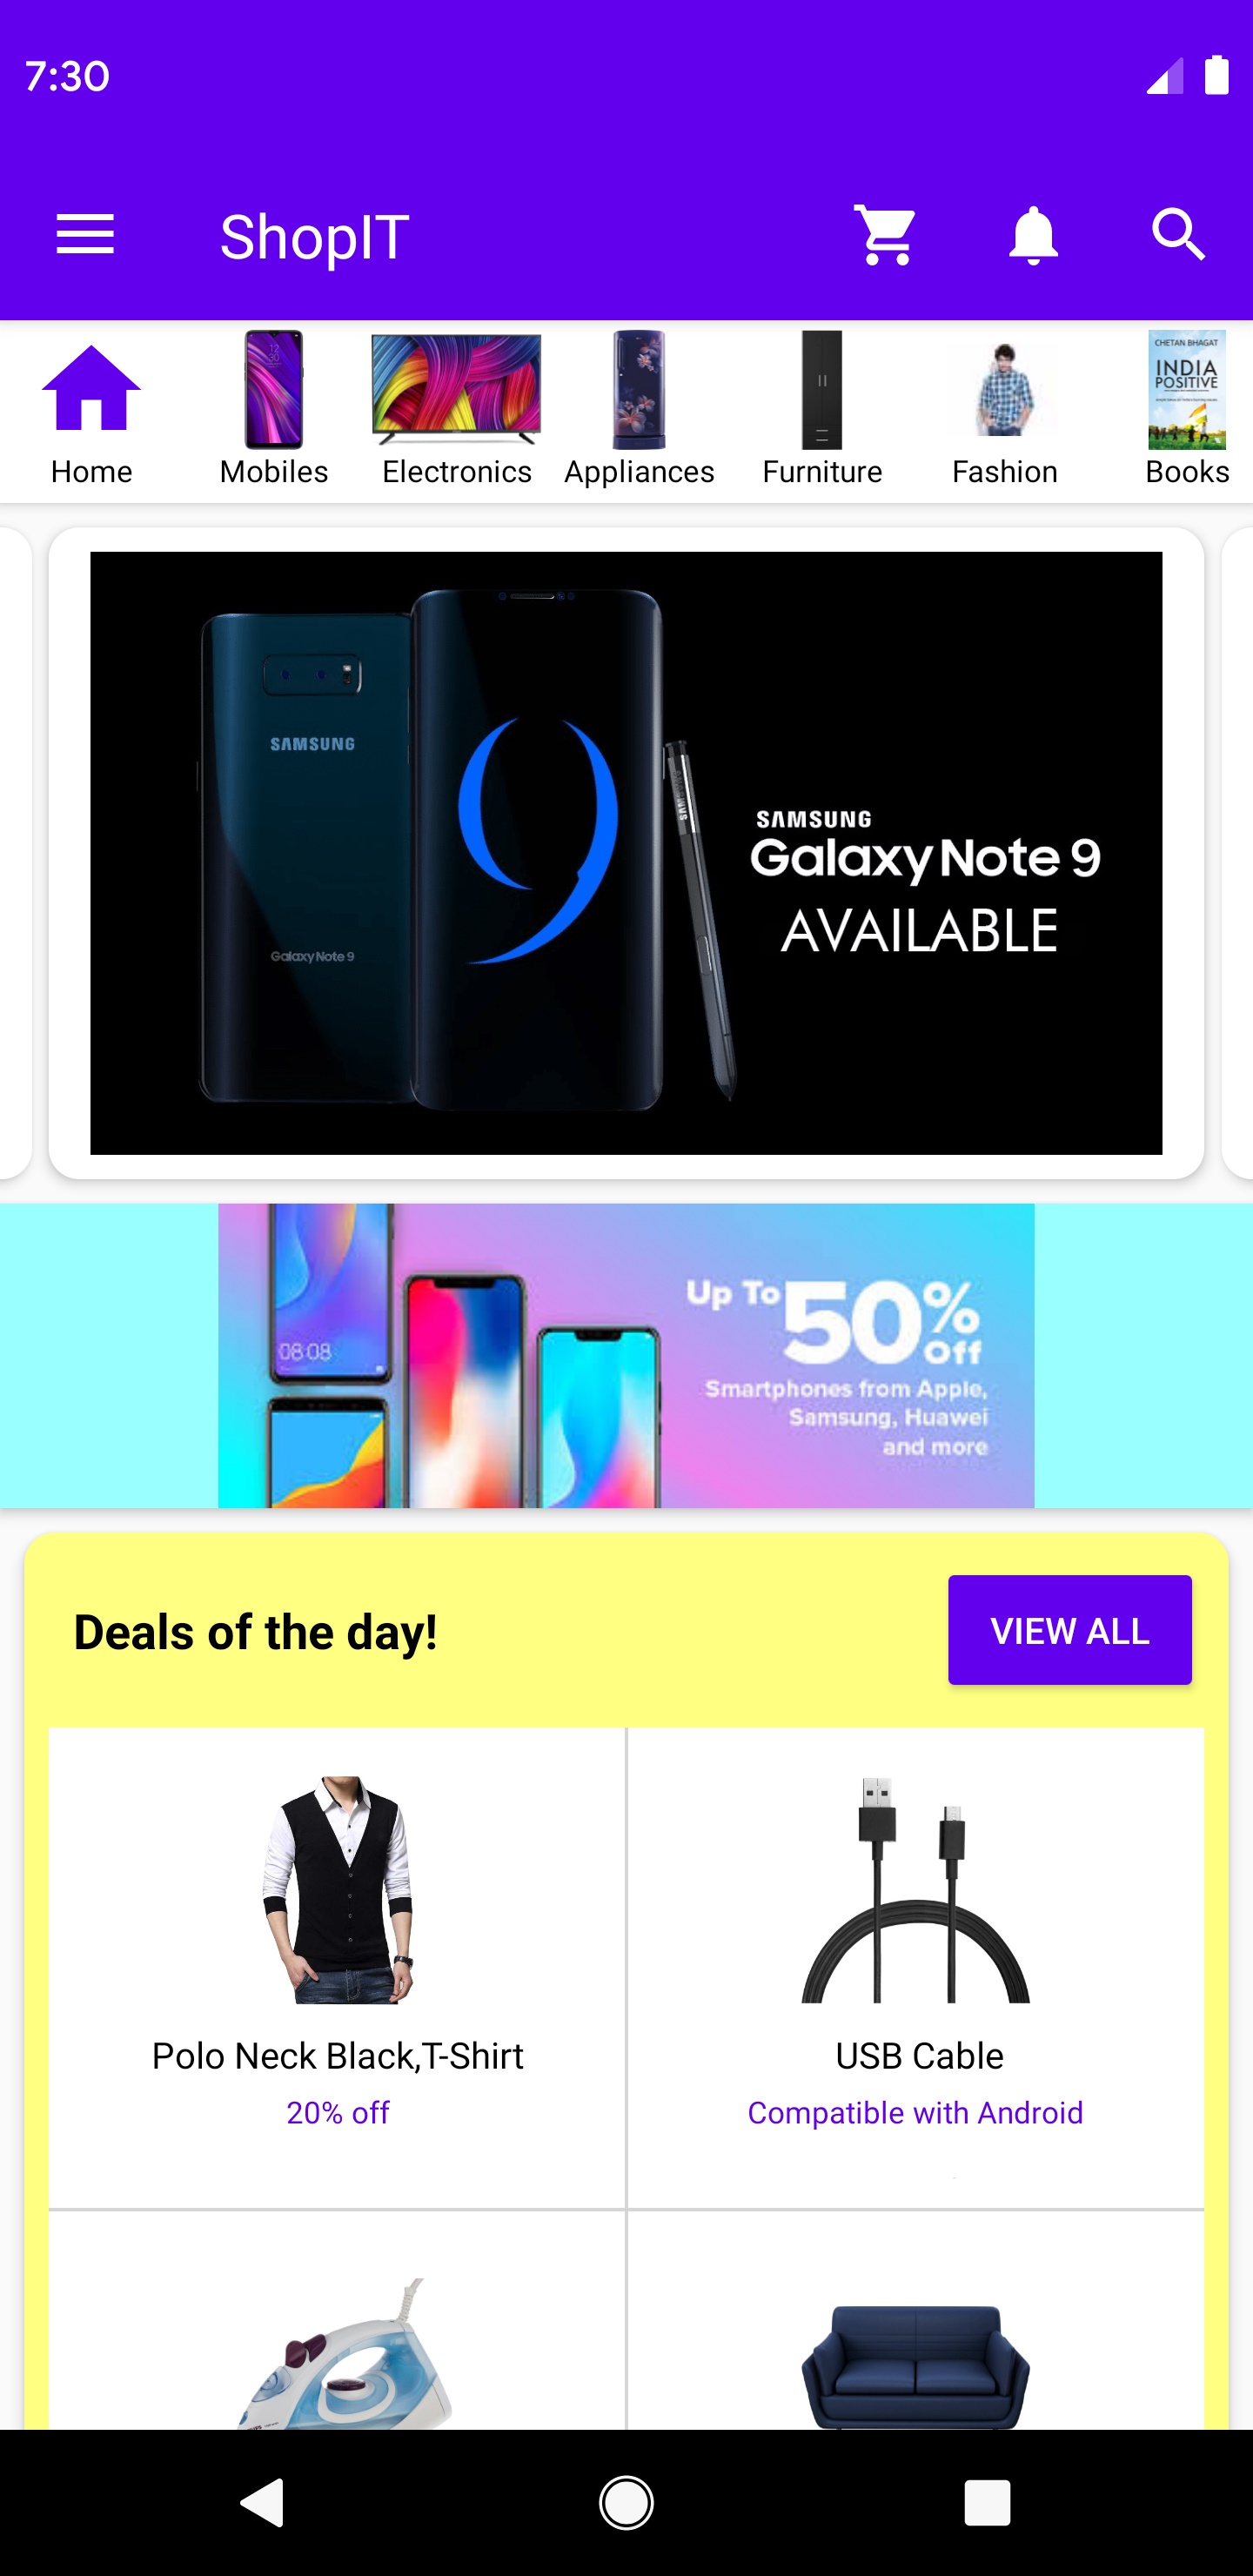 7:30
ShopIT
Home
Mobiles
Electronics
Appliances
Furniture
Fashion
CHETAN BHAGAT
INDIA
POSITIVE
Books
SAMSUNG
Galaxy Note 9
9
SAMSUNG
SAMSUNG
Galaxy Note 9
AVAILABLE
08:08
Up To 50% Off
Smartphones from Apple,
Samsung, Huawei
and more
Deals of the day!
VIEW ALL
Polo Neck Black,T-Shirt
20% off
USB Cable
Compatible with Android